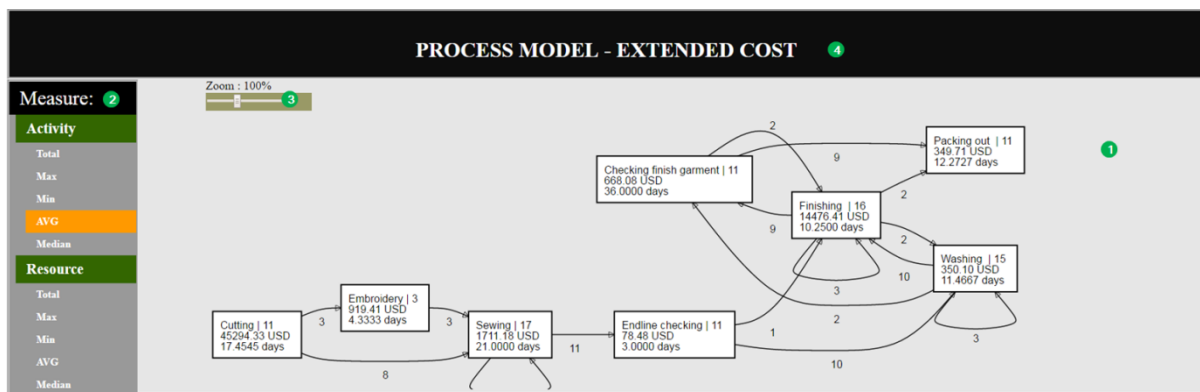 PROCESS MODEL - EXTENDED COST 4
Measure: 2
Activity
Total
Max
Min
AVG
Median
Resource
Total
Max
Min
AVG
Median
Zoom : 100%
3
1
Checking finish garment | 11
668.08 USD
36.0000 days
2
9
Packing out | 11
349.71 USD
12.2727 days
Finishing | 16
14476.41 USD
10.2500 days
2
9
2
10
3
Washing | 15
350.10 USD
11.4667 days
2
3
Cutting | 11
45294.33 USD
17.4545 days
3
Embroidery | 3
919.41 USD
4.3333 days
3
8
Sewing | 17
1711.18 USD
21.0000 days
11
Endline checking | 11
78.48 USD
3.0000 days
1
10